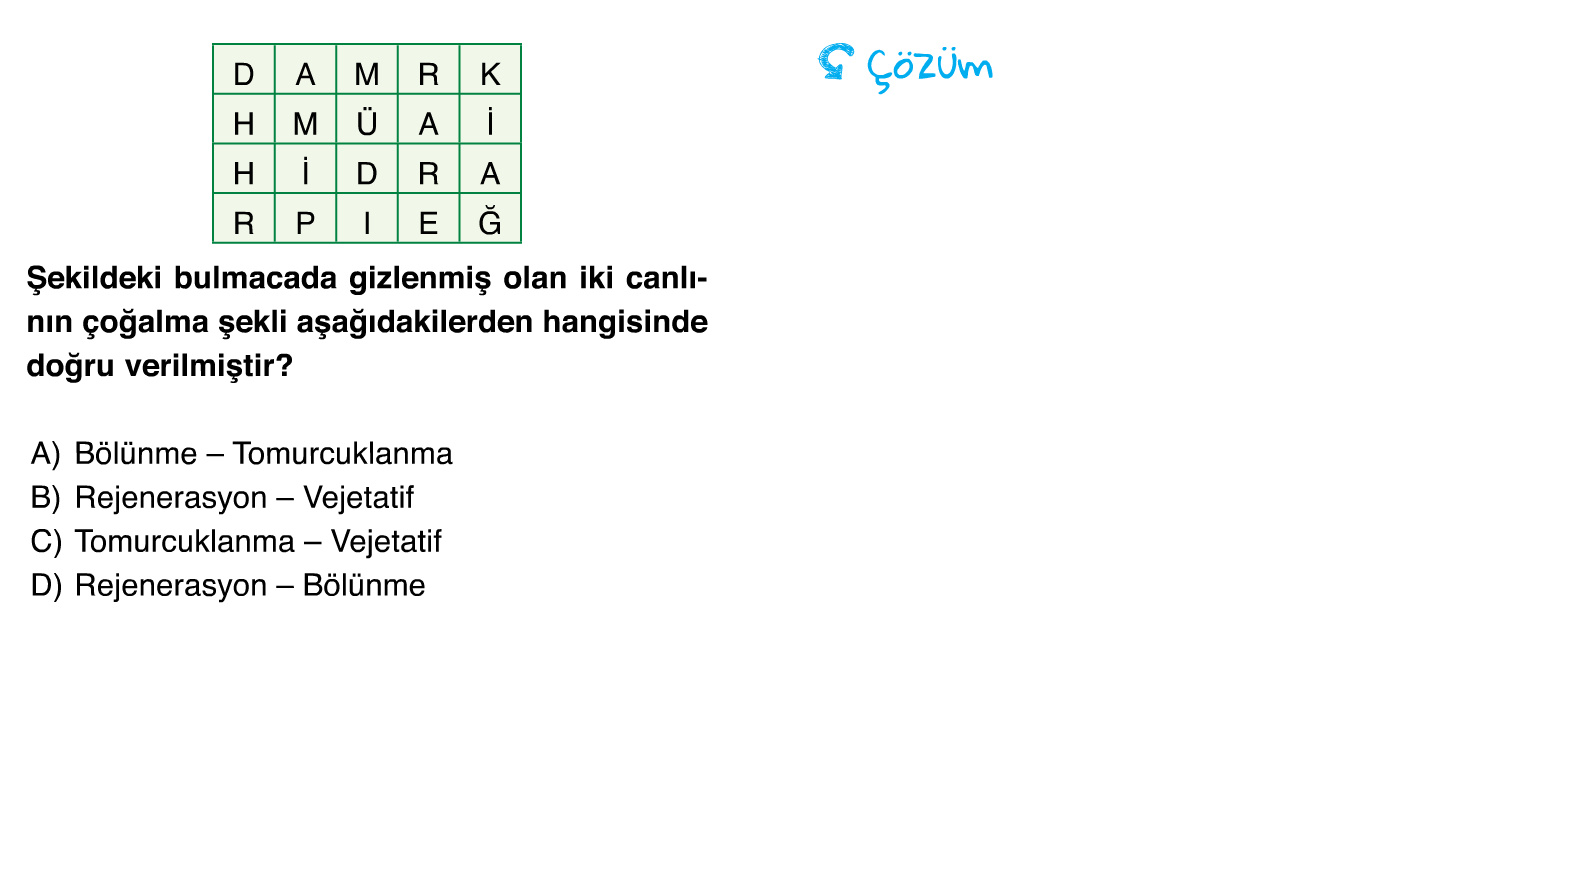 D A M R K
H M Ü A İ
H İ D R A
R P I E Ğ
Şekildeki bulmacada gizlenmiş olan iki canlı-
nın çoğalma şekli aşağıdakilerden hangisinde
doğru verilmiştir?
A) Bölünme – Tomurcuklanma
B) Rejenerasyon – Vejetatif
C) Tomurcuklanma – Vejetatif
D) Rejenerasyon – Bölünme
Çözüm